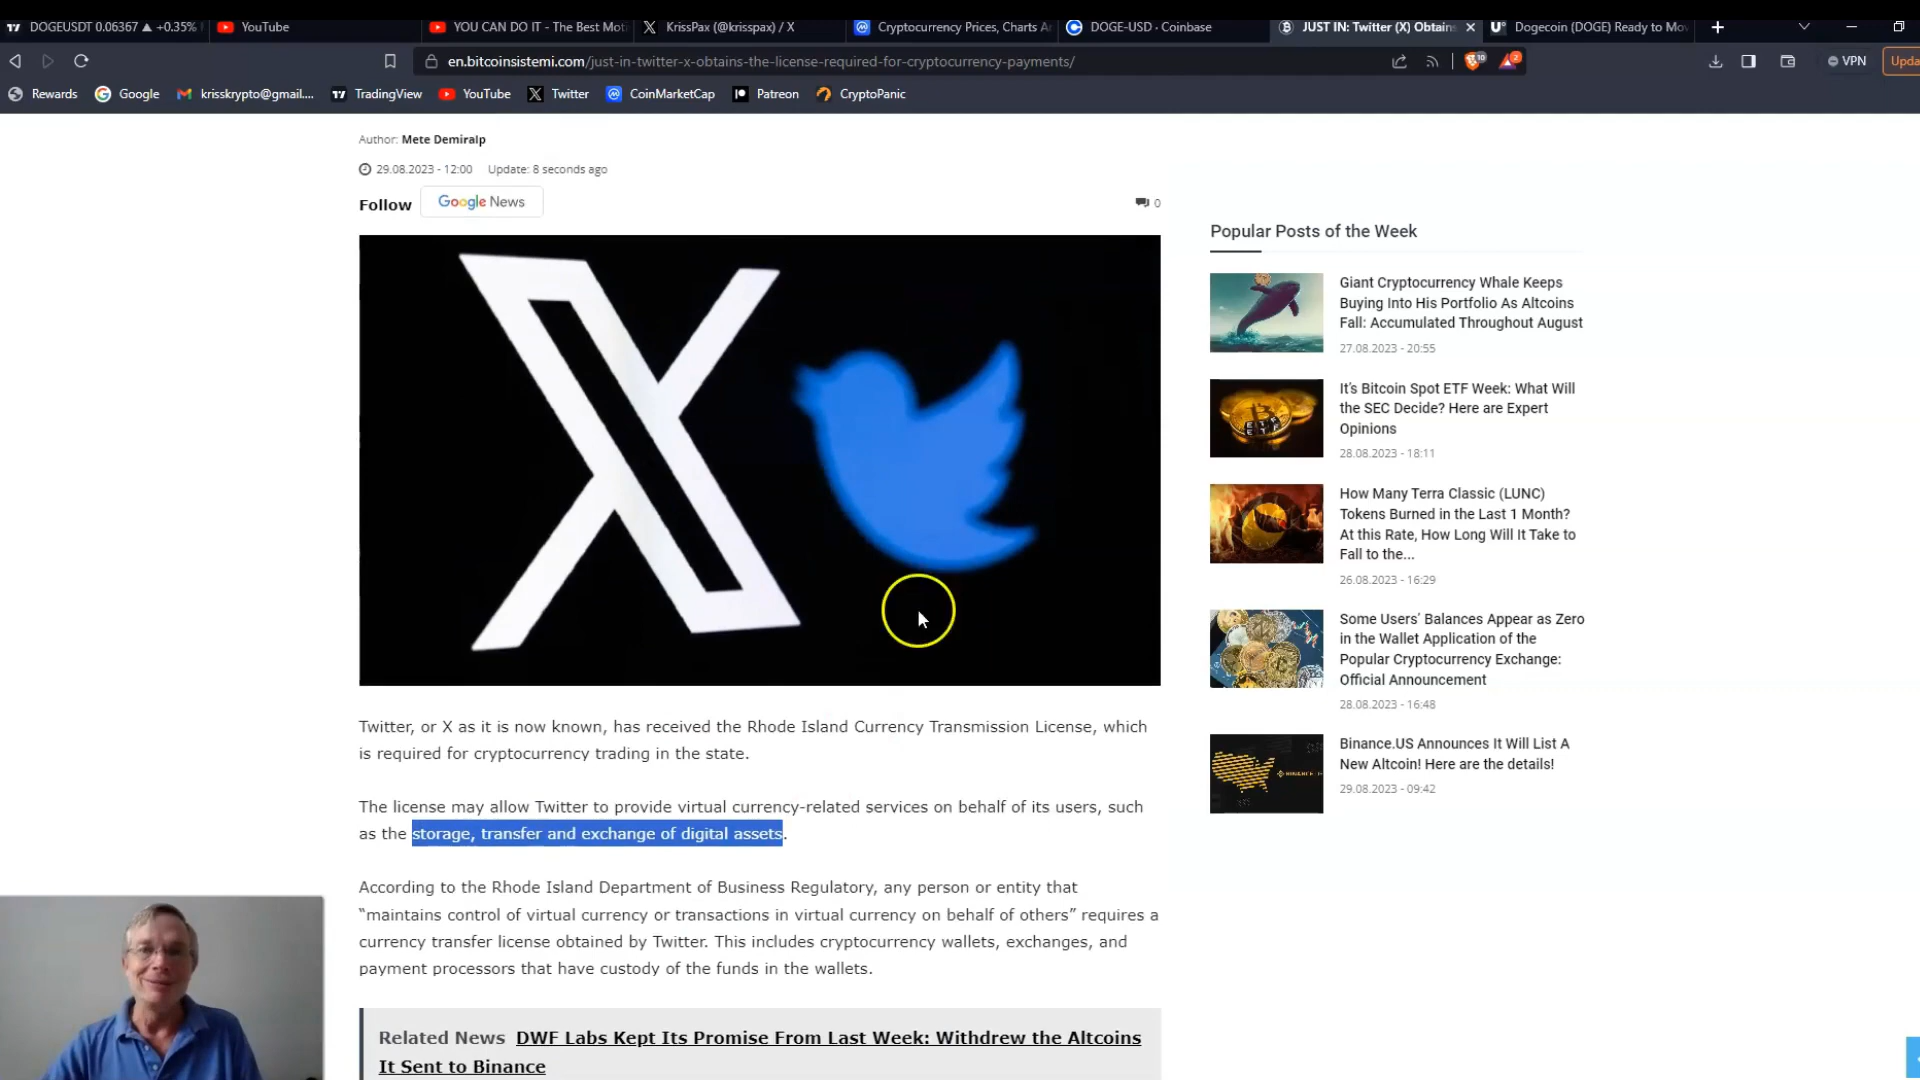 DOGEUSDT 0.06367 ▲ +0.35%
YouTube
YOU CAN DO IT - The Best Mot
KrissPax (@krisspax) / X
Cryptocurrency Prices, Charts A
DOGE-USD · Coinbase
JUST IN: Twitter (X) Obtains
Dogecoin (DOGE) Ready to Mov
en.bitcoinsistemi.com/just-in-twitter-x-obtains-the-license-required-for-cryptocurrency-payments/
10
2
VPN
Upda
Rewards
Google
krisskrypto@gmail....
TradingView
YouTube
Twitter
CoinMarketCap
Patreon
CryptoPanic
Author: Mete Demiralp
29.08.2023 - 12:00 Update: 8 seconds ago
Follow
Google News
0
Twitter, or X as it is now known, has received the Rhode Island Currency Transmission License, which
is required for cryptocurrency trading in the state.
The license may allow Twitter to provide virtual currency-related services on behalf of its users, such
as the storage, transfer and exchange of digital assets.
According to the Rhode Island Department of Business Regulatory, any person or entity that
“maintains control of virtual currency or transactions in virtual currency on behalf of others” requires a
currency transfer license obtained by Twitter. This includes cryptocurrency wallets, exchanges, and
payment processors that have custody of the funds in the wallets.
Related News DWF Labs Kept Its Promise From Last Week: Withdrew the Altcoins
It Sent to Binance
Popular Posts of the Week
Giant Cryptocurrency Whale Keeps
Buying Into His Portfolio As Altcoins
Fall: Accumulated Throughout August
27.08.2023 - 20:55
It’s Bitcoin Spot ETF Week: What Will
the SEC Decide? Here are Expert
Opinions
28.08.2023 - 18:11
How Many Terra Classic (LUNC)
Tokens Burned in the Last 1 Month?
At this Rate, How Long Will It Take to
Fall to the...
26.08.2023 - 16:29
Some Users’ Balances Appear as Zero
in the Wallet Application of the
Popular Cryptocurrency Exchange:
Official Announcement
28.08.2023 - 16:48
Binance.US Announces It Will List A
New Altcoin! Here are the details!
29.08.2023 - 09:42